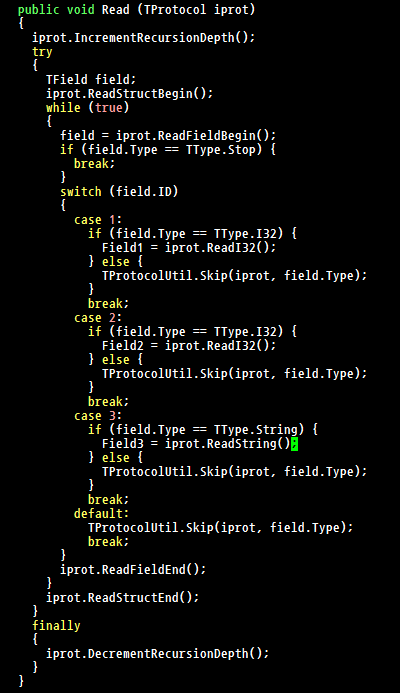 public void Read (TProtocol iprot)
{
  iprot.IncrementRecursionDepth();
  try
  {
    TField field;
    iprot.ReadStructBegin();
    while (true)
    {
      field = iprot.ReadFieldBegin();
      if (field.Type == TType.Stop) {
        break;
      }
      switch (field.ID)
      {
        case 1:
          if (field.Type == TType.I32) {
            Field1 = iprot.ReadI32();
          } else {
            TProtocolUtil.Skip(iprot, field.Type);
          }
          break;
        case 2:
          if (field.Type == TType.I32) {
            Field2 = iprot.ReadI32();
          } else {
            TProtocolUtil.Skip(iprot, field.Type);
          }
          break;
        case 3:
          if (field.Type == TType.String) {
            Field3 = iprot.ReadString();
          } else {
            TProtocolUtil.Skip(iprot, field.Type);
          }
          break;
        default:
          TProtocolUtil.Skip(iprot, field.Type);
          break;
      }
      iprot.ReadFieldEnd();
    }
    iprot.ReadStructEnd();
  }
  finally
  {
    iprot.DecrementRecursionDepth();
  }
}